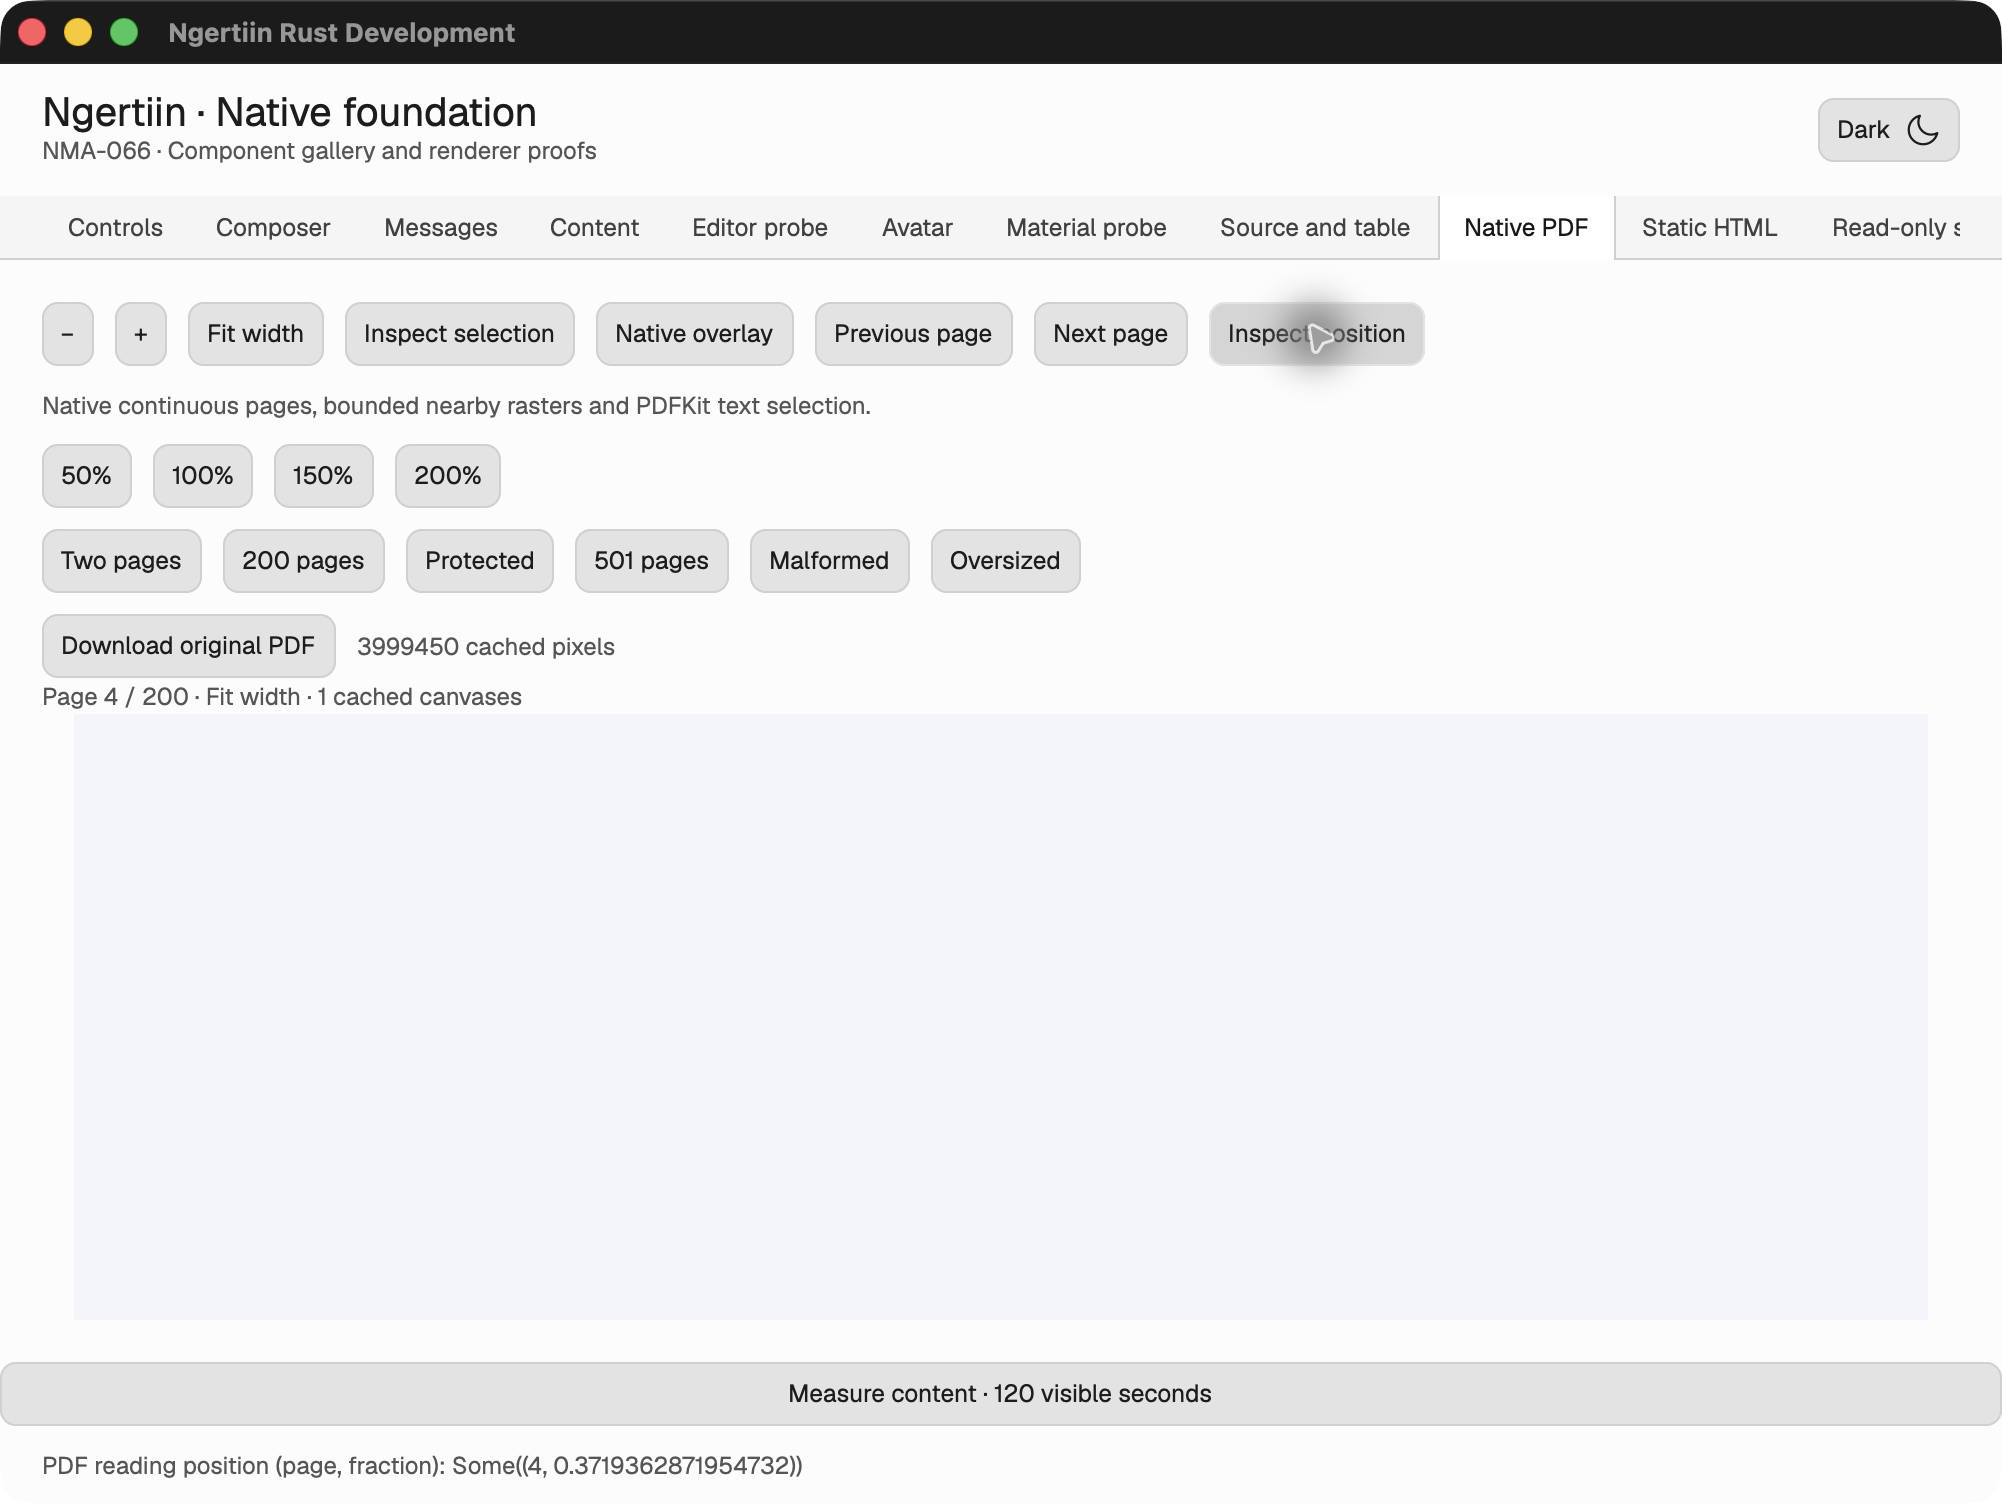 Ngertiin Rust Development
Ngertiin · Native foundation
NMA-066 · Component gallery and renderer proofs
Dark
Controls Composer Messages Content Editor probe Avatar Material probe Source and table Native PDF Static HTML Read-only s
− + Fit width Inspect selection Native overlay Previous page Next page Inspect position
Native continuous pages, bounded nearby rasters and PDFKit text selection.
50% 100% 150% 200%
Two pages 200 pages Protected 501 pages Malformed Oversized
Download original PDF 3999450 cached pixels
Page 4 / 200 · Fit width · 1 cached canvases
Measure content · 120 visible seconds
PDF reading position (page, fraction): Some((4, 0.3719362871954732))